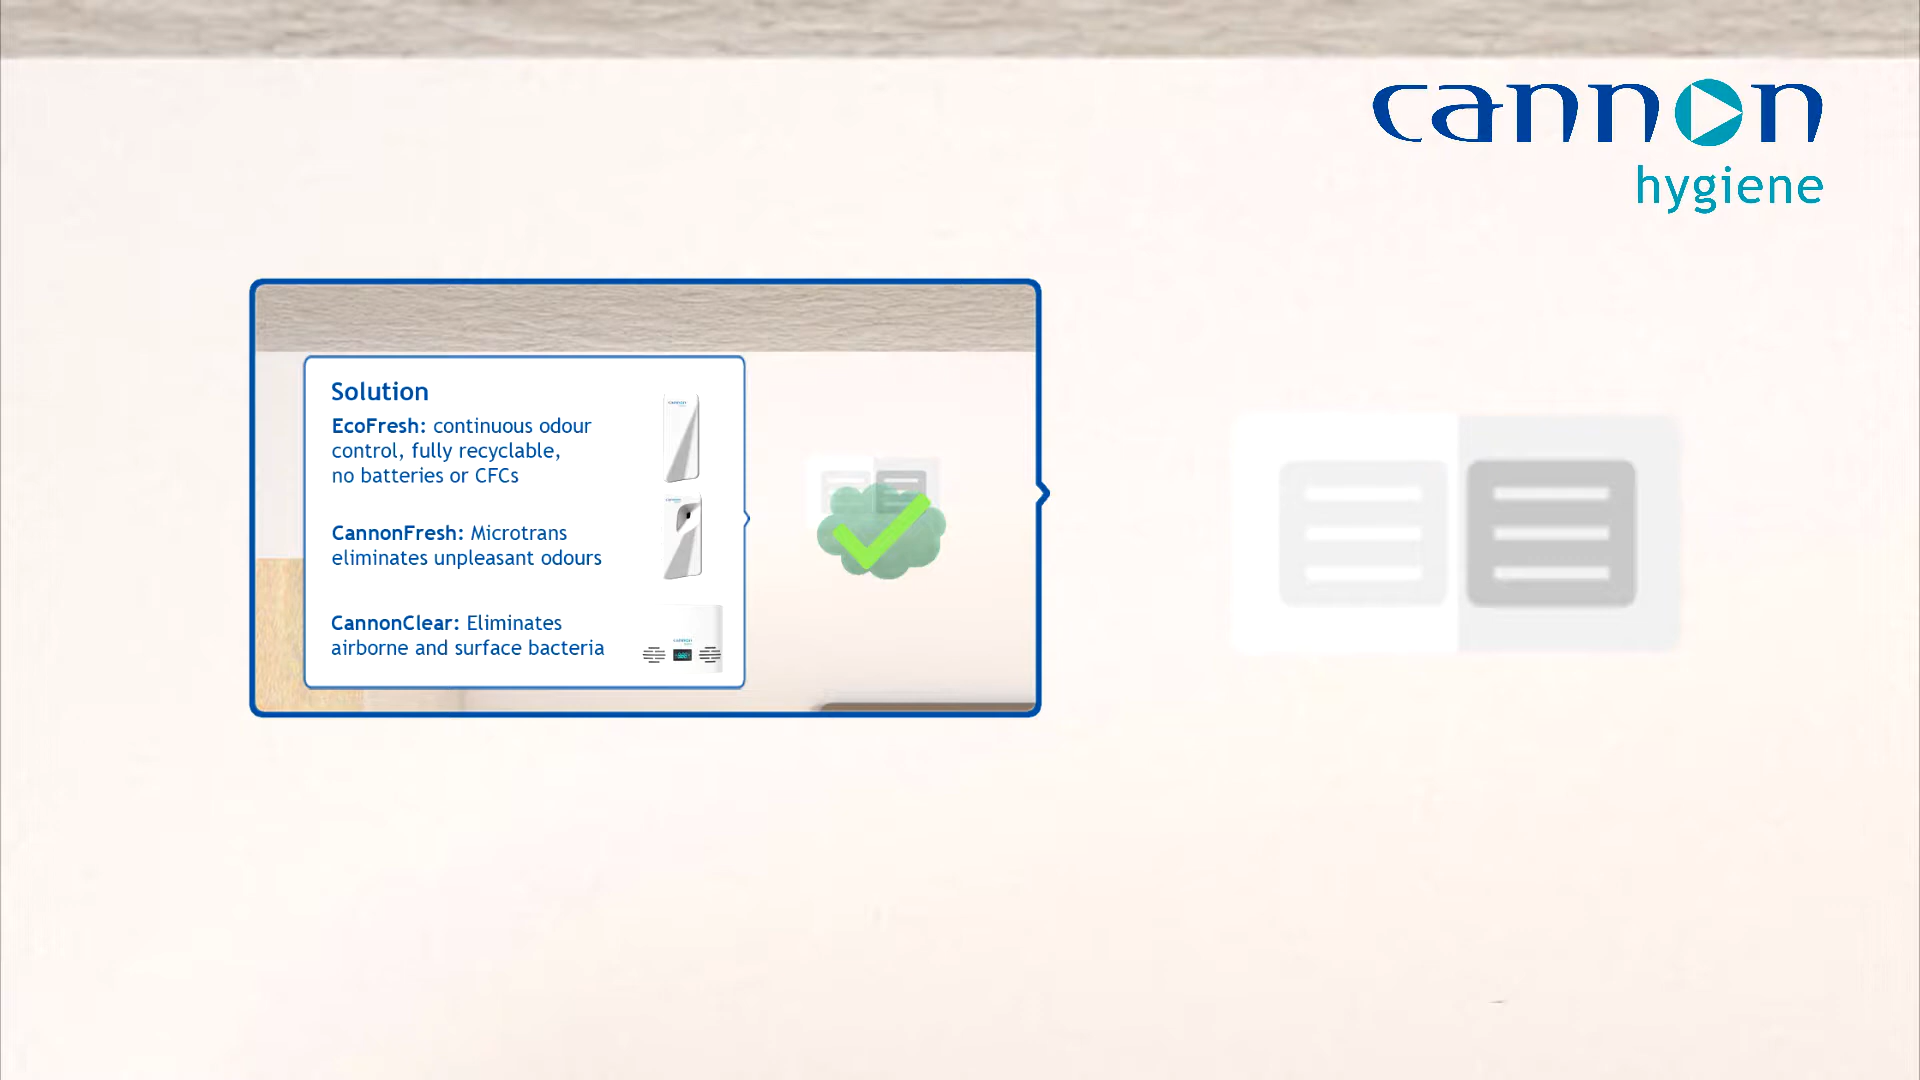 cannon
hygiene
Solution
EcoFresh: continuous odour
control, fully recyclable,
no batteries or CFCs
CannonFresh: Microtrans
eliminates unpleasant odours
CannonClear: Eliminates
airborne and surface bacteria